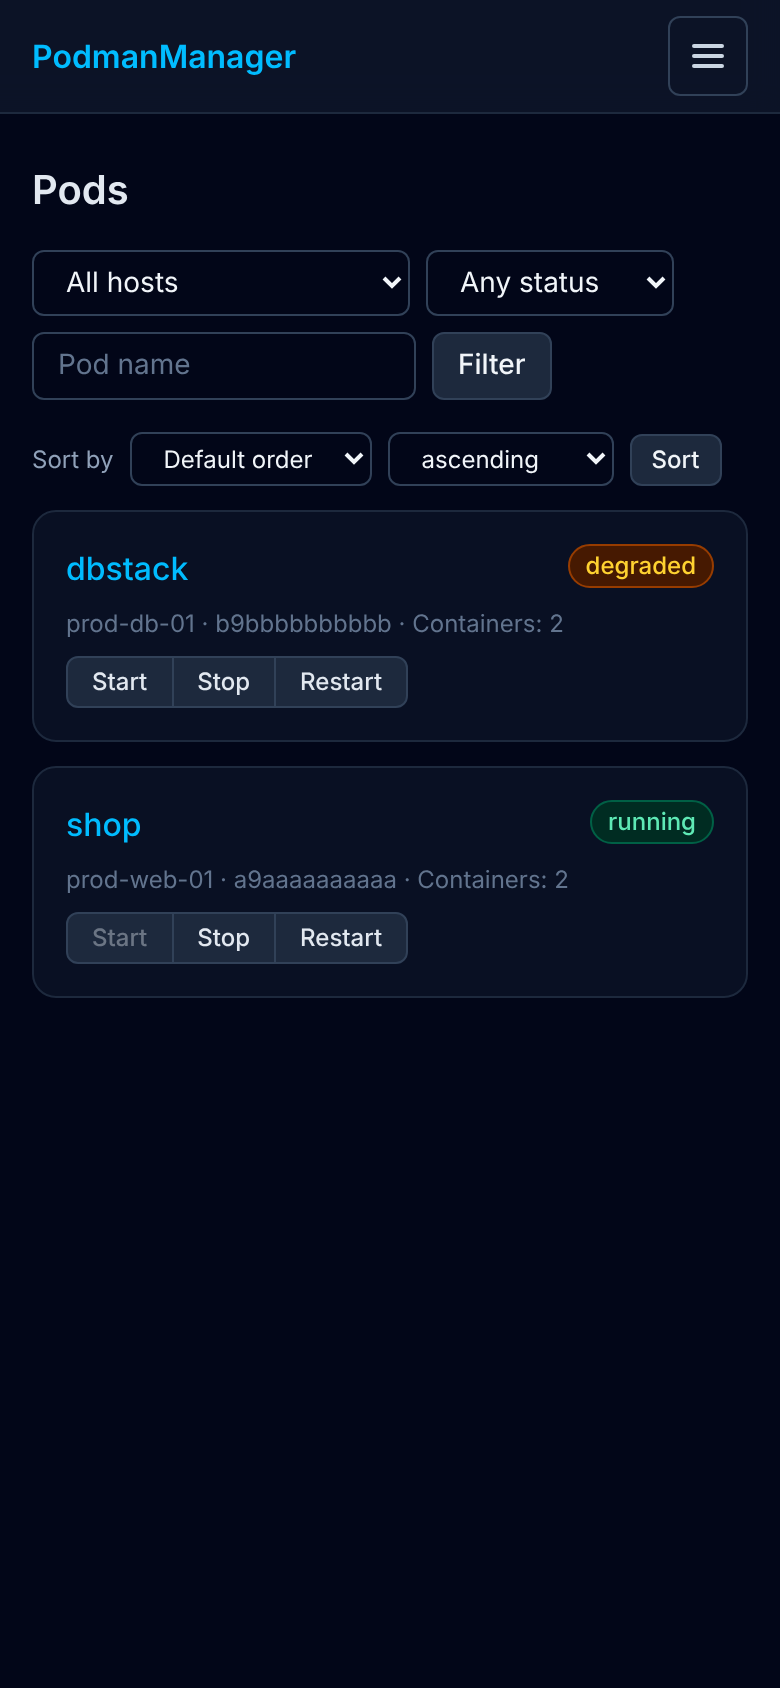 PodmanManager
Pods
All hosts
Any status
Pod name
Filter
Sort by
Default order
ascending
Sort
dbstack
degraded
prod-db-01 · b9bbbbbbbbbb · Containers: 2
Start
Stop
Restart
shop
running
prod-web-01 · a9aaaaaaaaaa · Containers: 2
Start
Stop
Restart